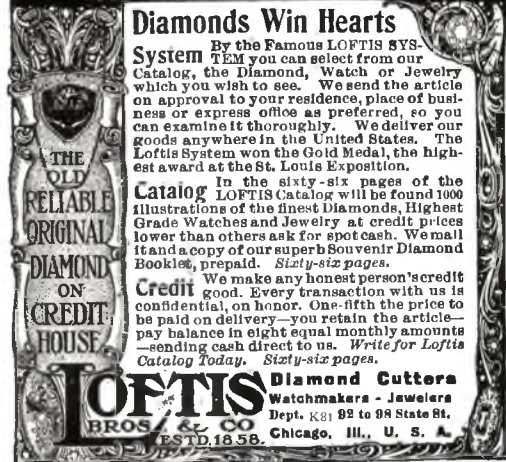 Diamonds Win Hearts
System By the Famous LOFTIS SYS-
TEM you can select from our
Catalog, the Diamond, Watch or Jewelry
which you wish to see. We send the article
on approval to your residence, place of busi-
ness or express office as preferred, so you
can examine it thoroughly. We deliver our
goods anywhere in the United States. The
Loftis System won the Gold Medal, the high-
est award at the St. Louis Exposition.
Catalog In the sixty-six pages of the
LOFTIS Catalog will be found 1000
illustrations of the finest Diamonds, Highest
Grade Watches and Jewelry at credit prices
lower than others ask for spot cash. We mail
it and a copy of our superb Souvenir Diamond
Booklet, prepaid. Sixty-six pages.
Credit We make any honest person's credit
good. Every transaction with us is
confidential, on honor. One-fifth the price to
be paid on delivery—you retain the article—
pay balance in eight equal monthly amounts
—sending cash direct to us. Write for Loftis
Catalog Today. Sixty-six pages.
THE
OLD
RELIABLE
ORIGINAL
DIAMOND
ON
CREDIT
HOUSE
LOFTIS
BROS. & CO
ESTD. 1858.
Diamond Cutters
Watchmakers - Jewelers
Dept. K81 92 to 98 State St.
Chicago, Ill., U. S. A.